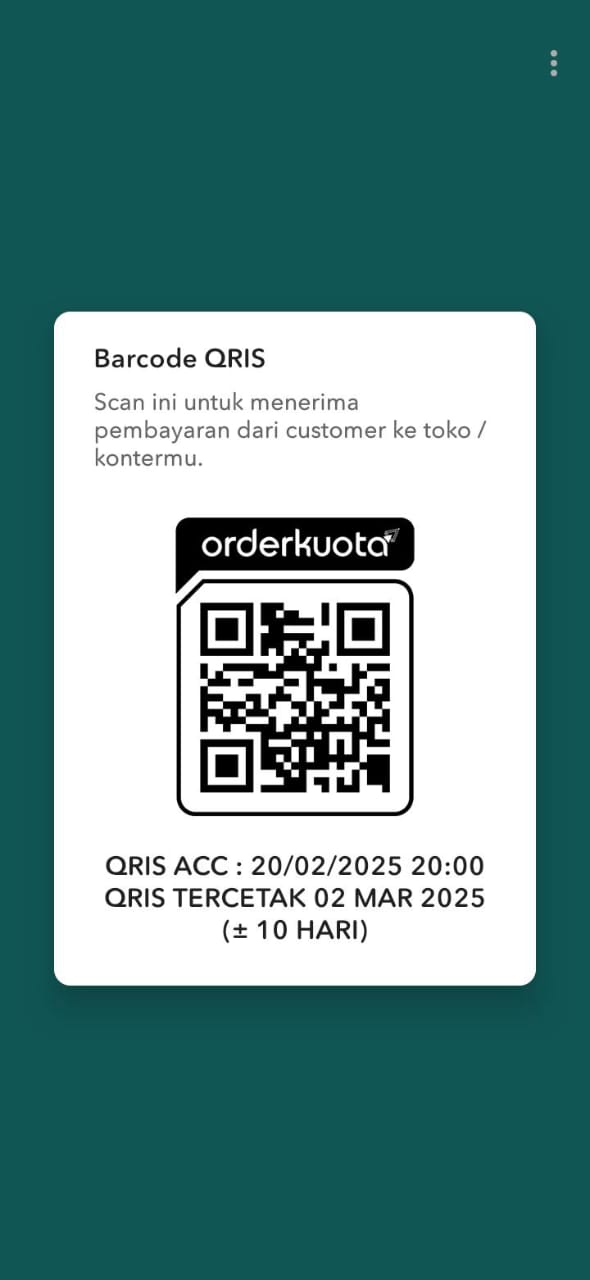 Barcode QRIS
Scan ini untuk menerima
pembayaran dari customer ke toko /
kontermu.
orderkuota
QRIS ACC : 20/02/2025 20:00
QRIS TERCETAK 02 MAR 2025
(± 10 HARI)